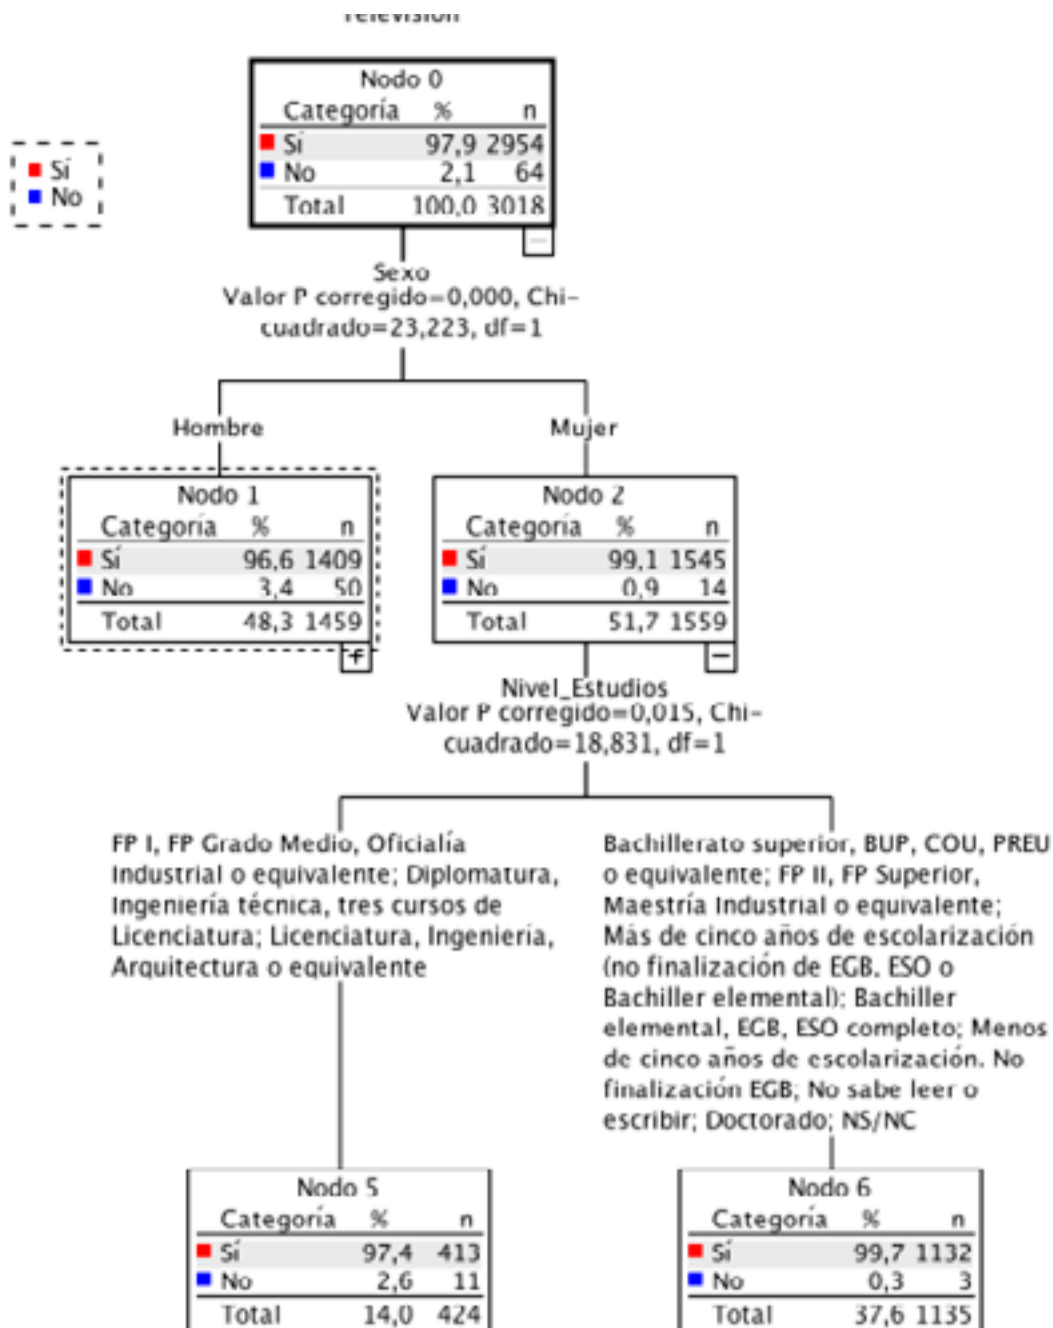 Televisión
Nodo 0
Categoría % n
Sí 97,9 2954
No 2,1 64
Total 100,0 3018
Sí
No
Sexo
Valor P corregido=0,000, Chi-
cuadrado=23,223, df=1
Hombre
Mujer
Nodo 1
Categoría % n
Sí 96,6 1409
No 3,4 50
Total 48,3 1459
Nodo 2
Categoría % n
Sí 99,1 1545
No 0,9 14
Total 51,7 1559
Nivel_Estudios
Valor P corregido=0,015, Chi-
cuadrado=18,831, df=1
FP I, FP Grado Medio, Oficialía
Industrial o equivalente; Diplomatura,
Ingeniería técnica, tres cursos de
Licenciatura; Licenciatura, Ingeniería,
Arquitectura o equivalente
Bachillerato superior, BUP, COU, PREU
o equivalente; FP II, FP Superior,
Maestría Industrial o equivalente;
Más de cinco años de escolarización
(no finalización de EGB, ESO o
Bachiller elemental); Bachiller
elemental, EGB, ESO completo; Menos
de cinco años de escolarización. No
finalización EGB; No sabe leer o
escribir; Doctorado; NS/NC
Nodo 5
Categoría % n
Sí 97,4 413
No 2,6 11
Total 14,0 424
Nodo 6
Categoría % n
Sí 99,7 1132
No 0,3 3
Total 37,6 1135